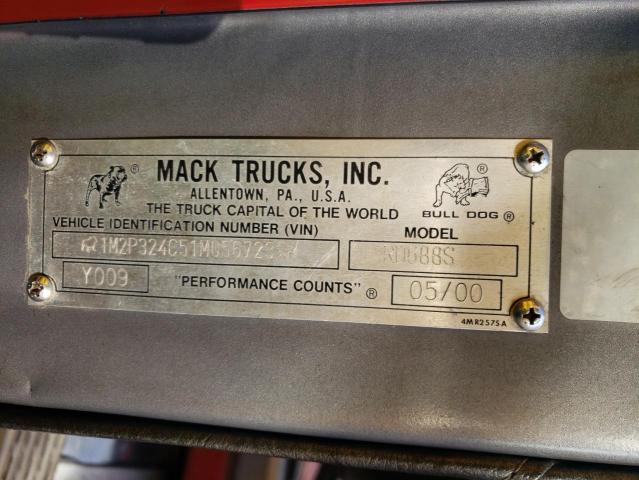 MACK TRUCKS, INC.
ALLENTOWN, PA., U.S.A.
THE TRUCK CAPITAL OF THE WORLD
BULL DOG ®
VEHICLE IDENTIFICATION NUMBER (VIN)
MODEL
Y009
"PERFORMANCE COUNTS" ®
05/00
4MR2575A